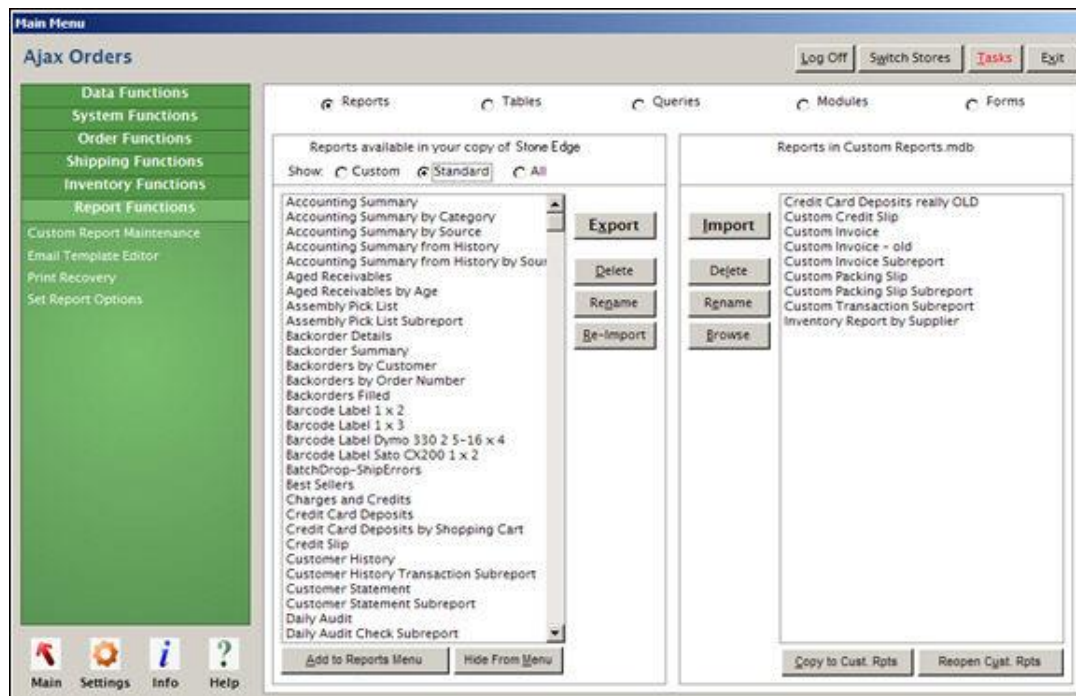 Main Menu
Ajax Orders
Log Off
Switch Stores
Tasks
Exit
Data Functions
System Functions
Order Functions
Shipping Functions
Inventory Functions
Report Functions
Custom Report Maintenance
Email Template Editor
Print Recovery
Set Report Options
Main
Settings
Info
Help
Reports
Tables
Queries
Modules
Forms
Reports available in your copy of Stone Edge
Show: Custom Standard All
Accounting Summary
Accounting Summary by Category
Accounting Summary by Source
Accounting Summary from History
Accounting Summary from History by Sour
Aged Receivables
Aged Receivables by Age
Assembly Pick List
Assembly Pick List Subreport
Backorder Details
Backorder Summary
Backorders by Customer
Backorders by Order Number
Backorders Filled
Barcode Label 1 x 2
Barcode Label 1 x 3
Barcode Label Dymo 330 2 5-16 x 4
Barcode Label Sato CX200 1 x 2
BatchDrop-ShipErrors
Best Sellers
Charges and Credits
Credit Card Deposits
Credit Card Deposits by Shopping Cart
Credit Slip
Customer History
Customer History Transaction Subreport
Customer Statement
Customer Statement Subreport
Daily Audit
Daily Audit Check Subreport
Add to Reports Menu
Hide From Menu
Export
Delete
Rename
Re-Import
Import
Delete
Rename
Browse
Reports in Custom Reports.mdb
Credit Card Deposits really OLD
Custom Credit Slip
Custom Invoice
Custom Invoice - old
Custom Invoice Subreport
Custom Packing Slip
Custom Packing Slip Subreport
Custom Transaction Subreport
Inventory Report by Supplier
Copy to Cust. Rpts
Reopen Cust. Rpts